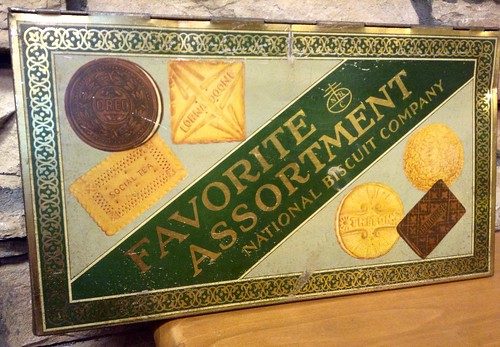 OREO
LORNA DOONE
SOCIAL TEA
FAVORITE
ASSORTMENT
NATIONAL BISCUIT COMPANY